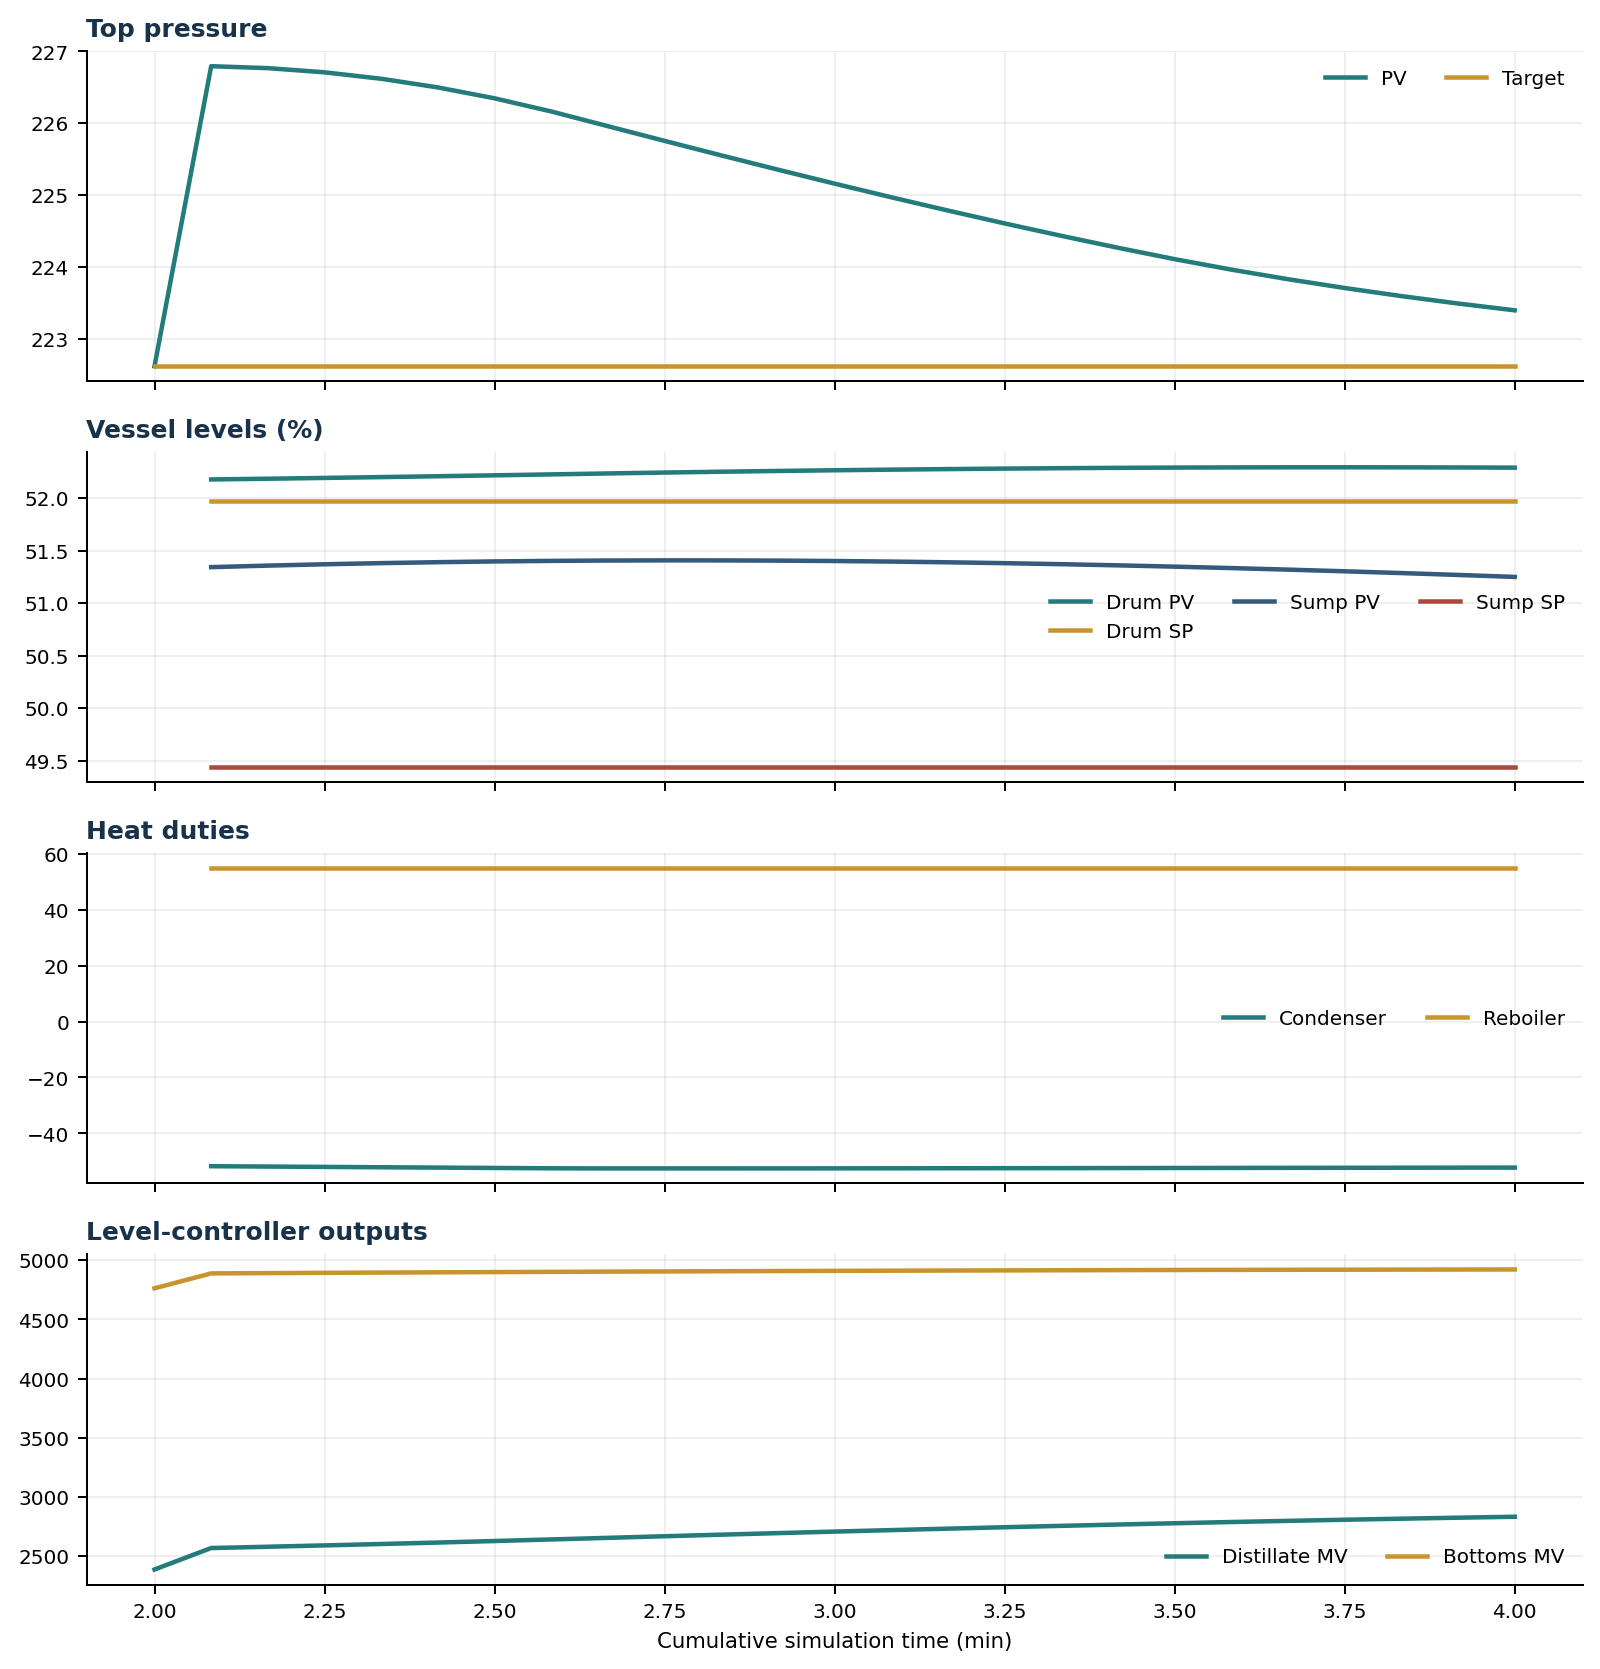 Top pressure
227
226
225
224
223
PV Target
Vessel levels (%)
52.0
51.5
51.0
50.5
50.0
49.5
Drum PV Sump PV Sump SP
Drum SP
Heat duties
60
40
20
0
−20
−40
Condenser Reboiler
Level-controller outputs
5000
4500
4000
3500
3000
2500
Distillate MV Bottoms MV
2.00 2.25 2.50 2.75 3.00 3.25 3.50 3.75 4.00
Cumulative simulation time (min)